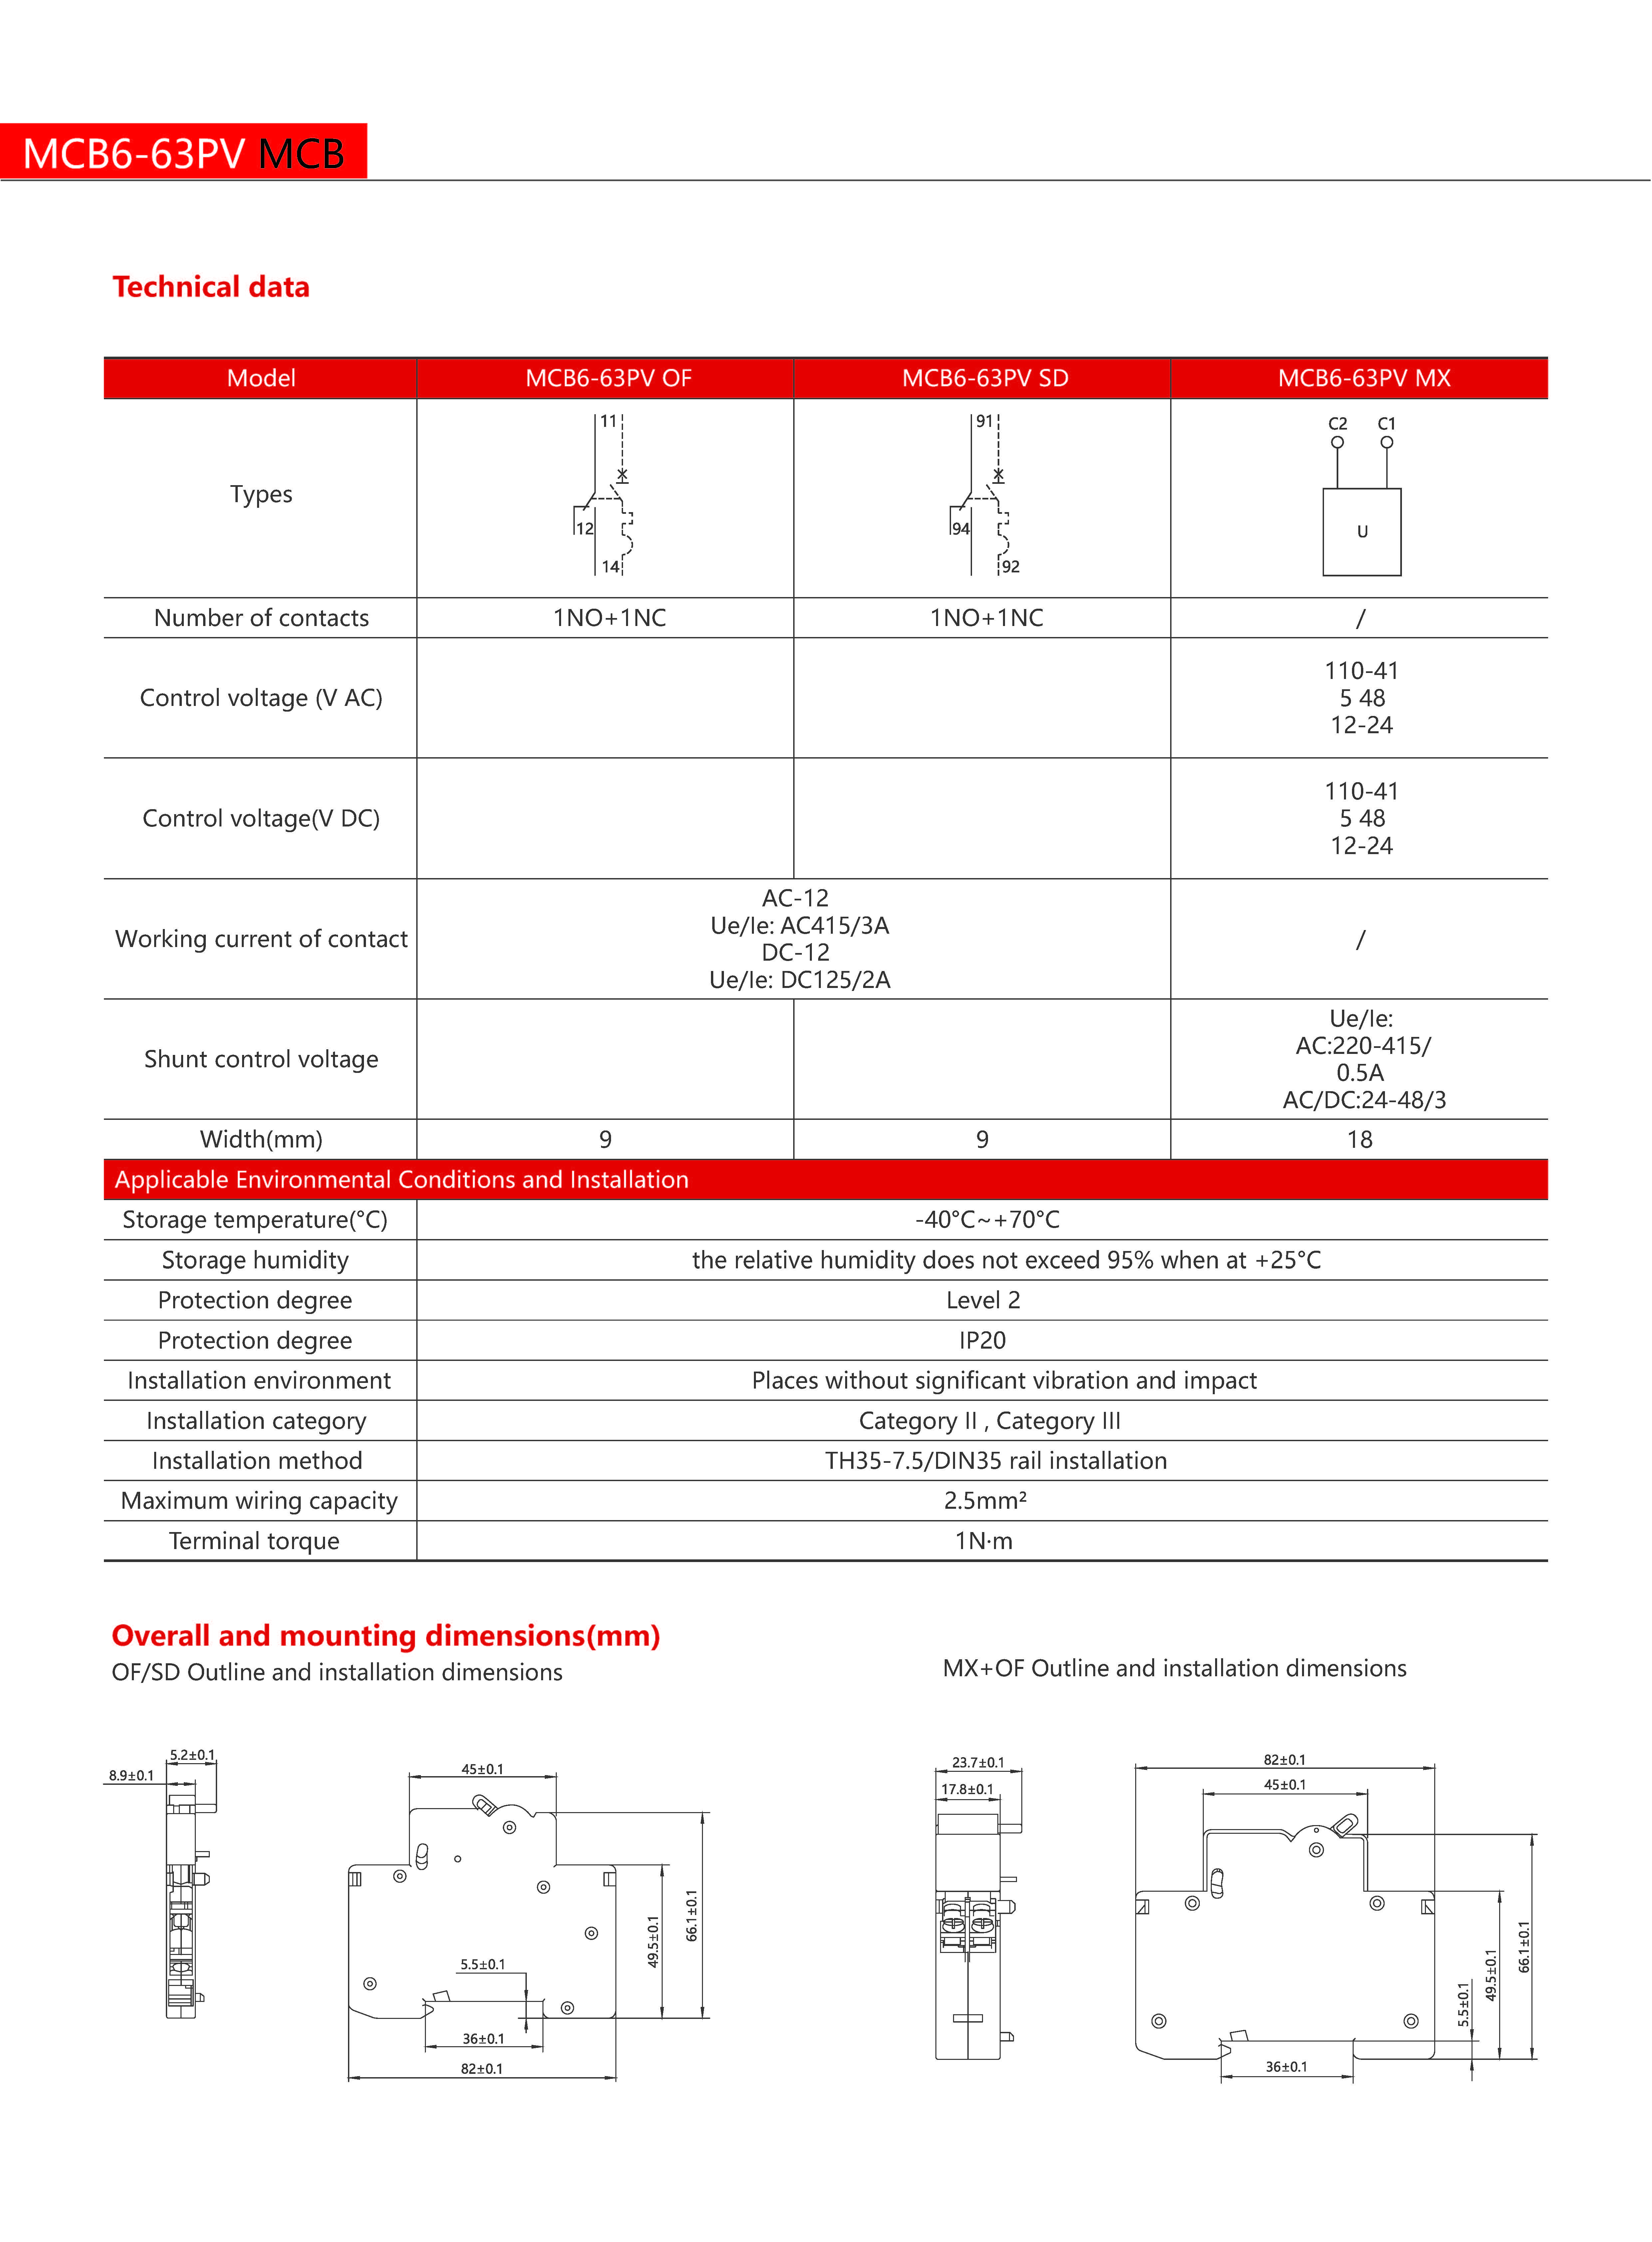 MCB6-63PV MCB
Technical data
Model MCB6-63PV OF MCB6-63PV SD MCB6-63PV MX
Types
11
12
14
91
94
92
C2 C1
U
Number of contacts 1NO+1NC 1NO+1NC /
Control voltage (V AC)
110-41
5 48
12-24
Control voltage(V DC)
110-41
5 48
12-24
Working current of contact
AC-12
Ue/Ie: AC415/3A
DC-12
Ue/Ie: DC125/2A
/
Shunt control voltage
Ue/Ie:
AC:220-415/
0.5A
AC/DC:24-48/3
Width(mm) 9 9 18
Applicable Environmental Conditions and Installation
Storage temperature(°C) -40°C~+70°C
Storage humidity the relative humidity does not exceed 95% when at +25°C
Protection degree Level 2
Protection degree IP20
Installation environment Places without significant vibration and impact
Installation category Category II , Category III
Installation method TH35-7.5/DIN35 rail installation
Maximum wiring capacity 2.5mm²
Terminal torque 1N·m
Overall and mounting dimensions(mm)
OF/SD Outline and installation dimensions
5.2±0.1
8.9±0.1
45±0.1
49.5±0.1
66.1±0.1
5.5±0.1
36±0.1
82±0.1
MX+OF Outline and installation dimensions
23.7±0.1
17.8±0.1
82±0.1
45±0.1
5.5±0.1
49.5±0.1
66.1±0.1
36±0.1